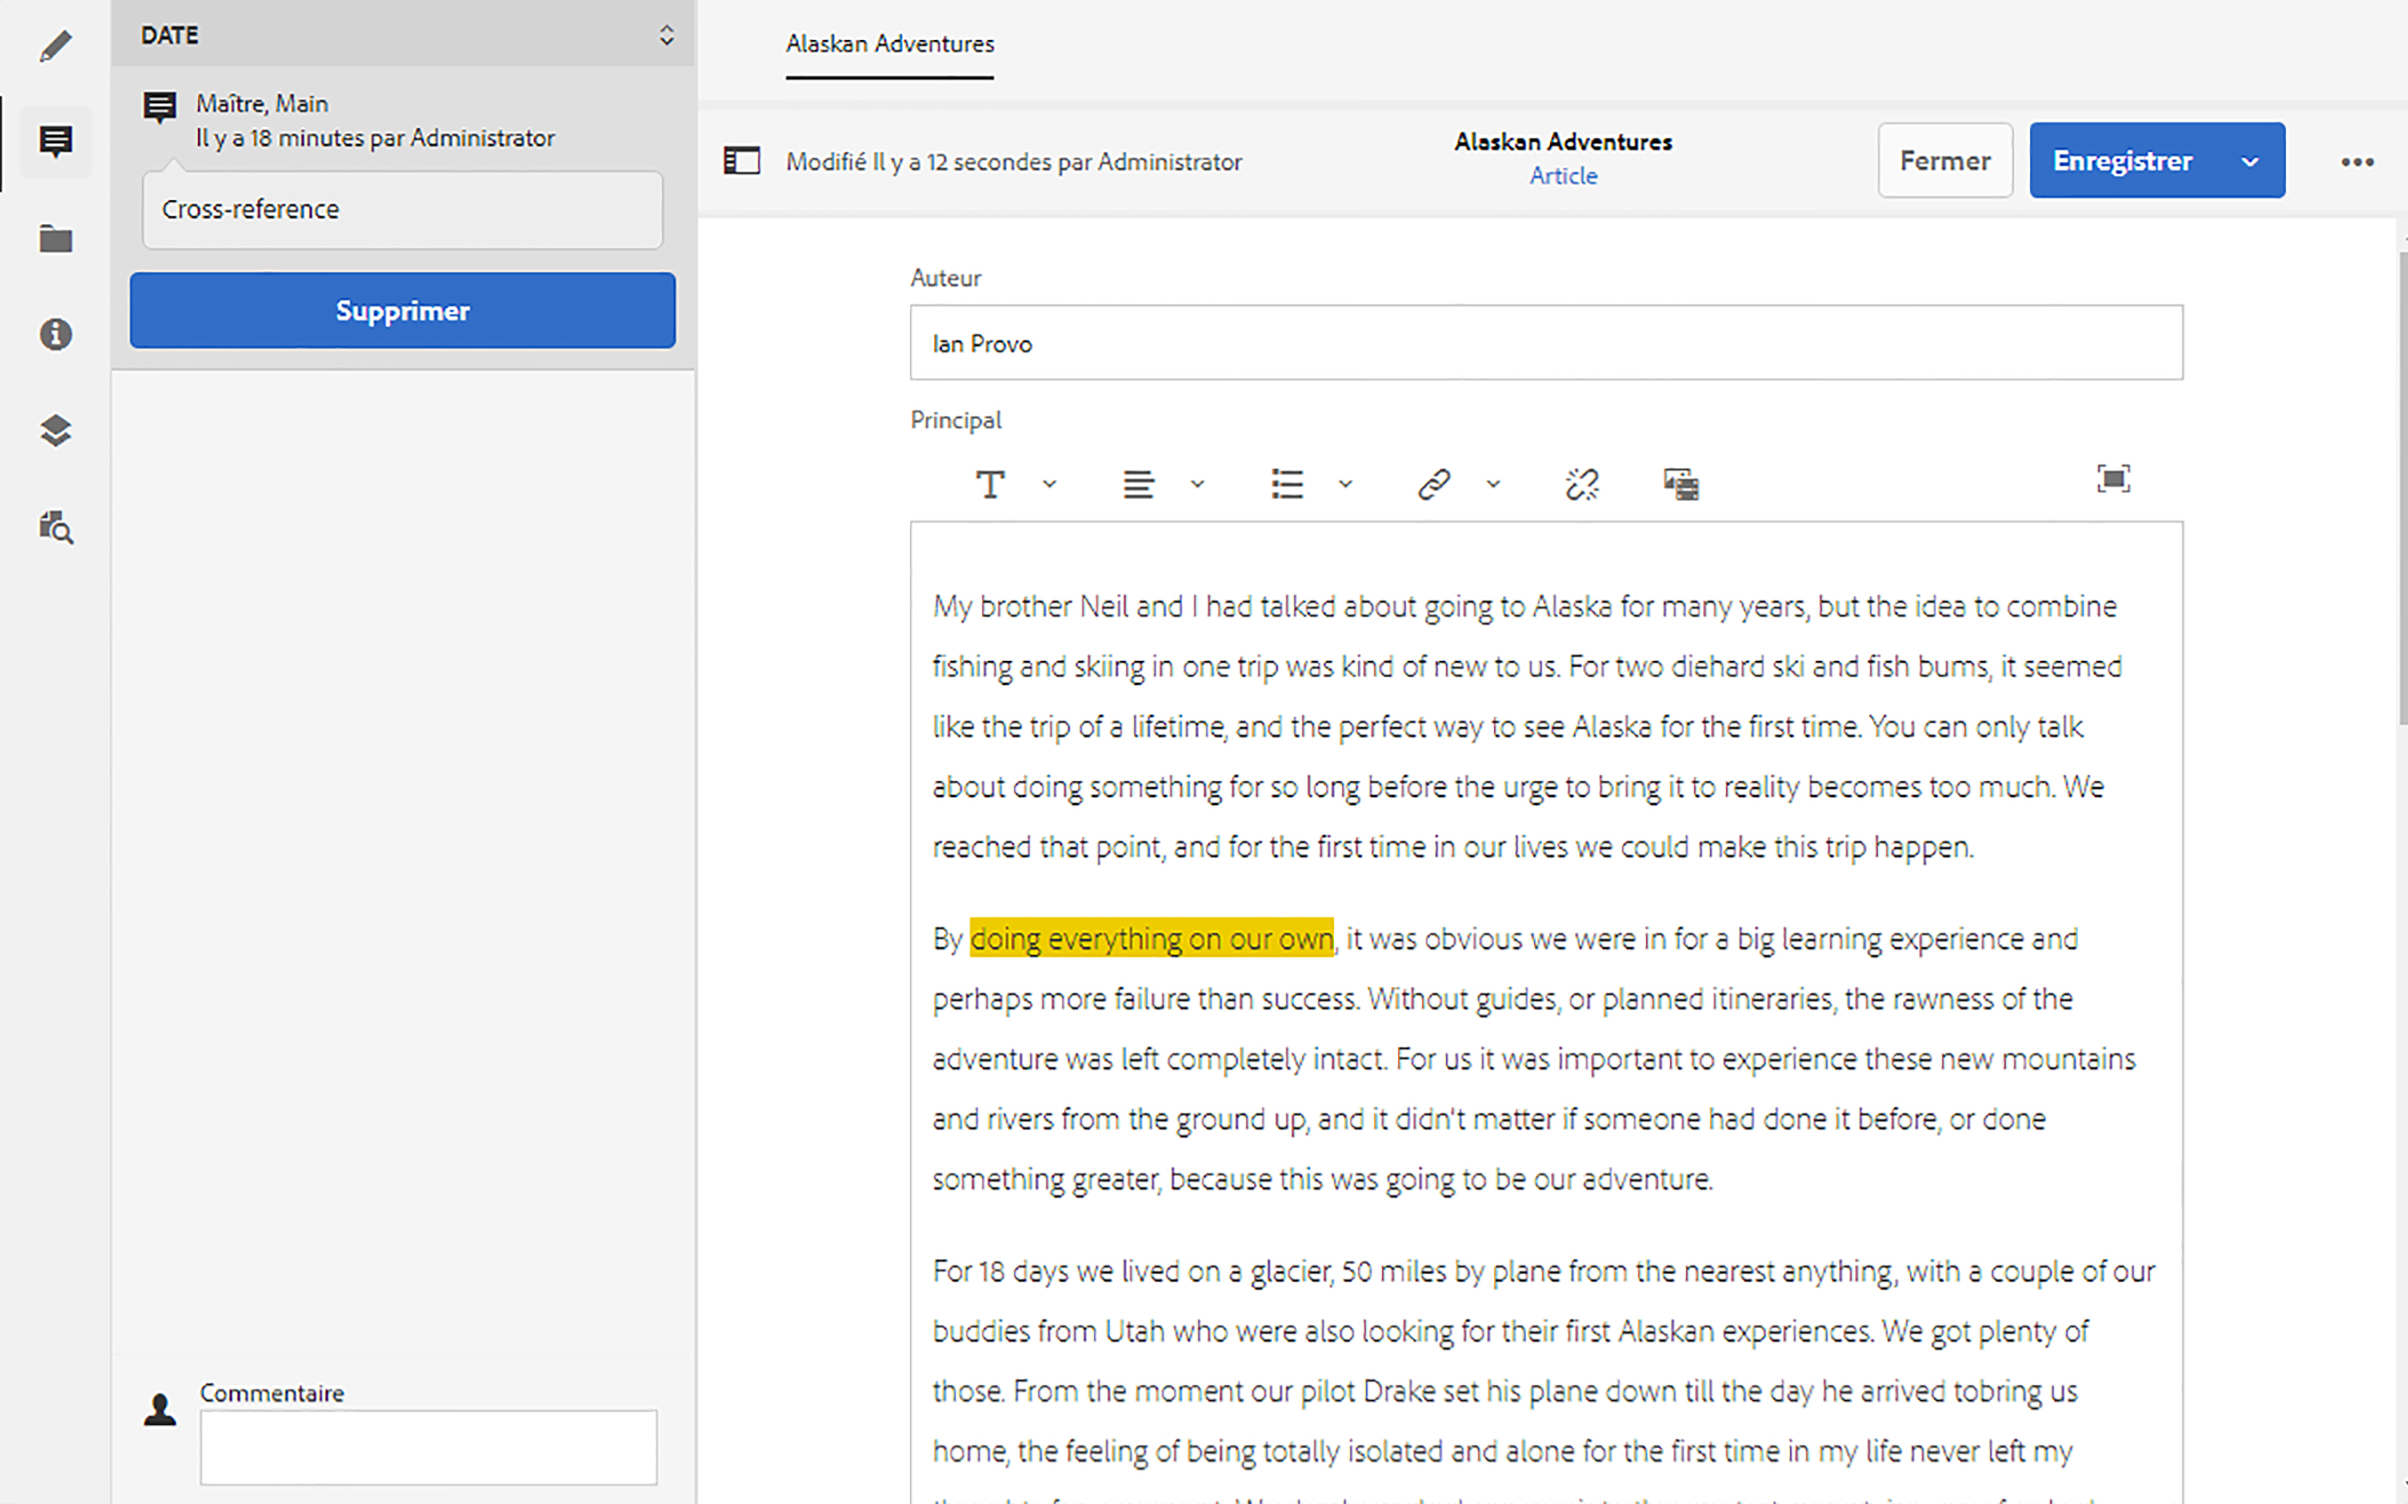 DATE
Maître, Main
Il y a 18 minutes par Administrator
Cross-reference
Supprimer
Commentaire
Alaskan Adventures
Modifié Il y a 12 secondes par Administrator
Alaskan Adventures
Article
Fermer
Enregistrer
Auteur
Ian Provo
Principal
My brother Neil and I had talked about going to Alaska for many years, but the idea to combine
fishing and skiing in one trip was kind of new to us. For two diehard ski and fish bums, it seemed
like the trip of a lifetime, and the perfect way to see Alaska for the first time. You can only talk
about doing something for so long before the urge to bring it to reality becomes too much. We
reached that point, and for the first time in our lives we could make this trip happen.
By doing everything on our own, it was obvious we were in for a big learning experience and
perhaps more failure than success. Without guides, or planned itineraries, the rawness of the
adventure was left completely intact. For us it was important to experience these new mountains
and rivers from the ground up, and it didn't matter if someone had done it before, or done
something greater, because this was going to be our adventure.
For 18 days we lived on a glacier, 50 miles by plane from the nearest anything, with a couple of our
buddies from Utah who were also looking for their first Alaskan experiences. We got plenty of
those. From the moment our pilot Drake set his plane down till the day he arrived tobring us
home, the feeling of being totally isolated and alone for the first time in my life never left my